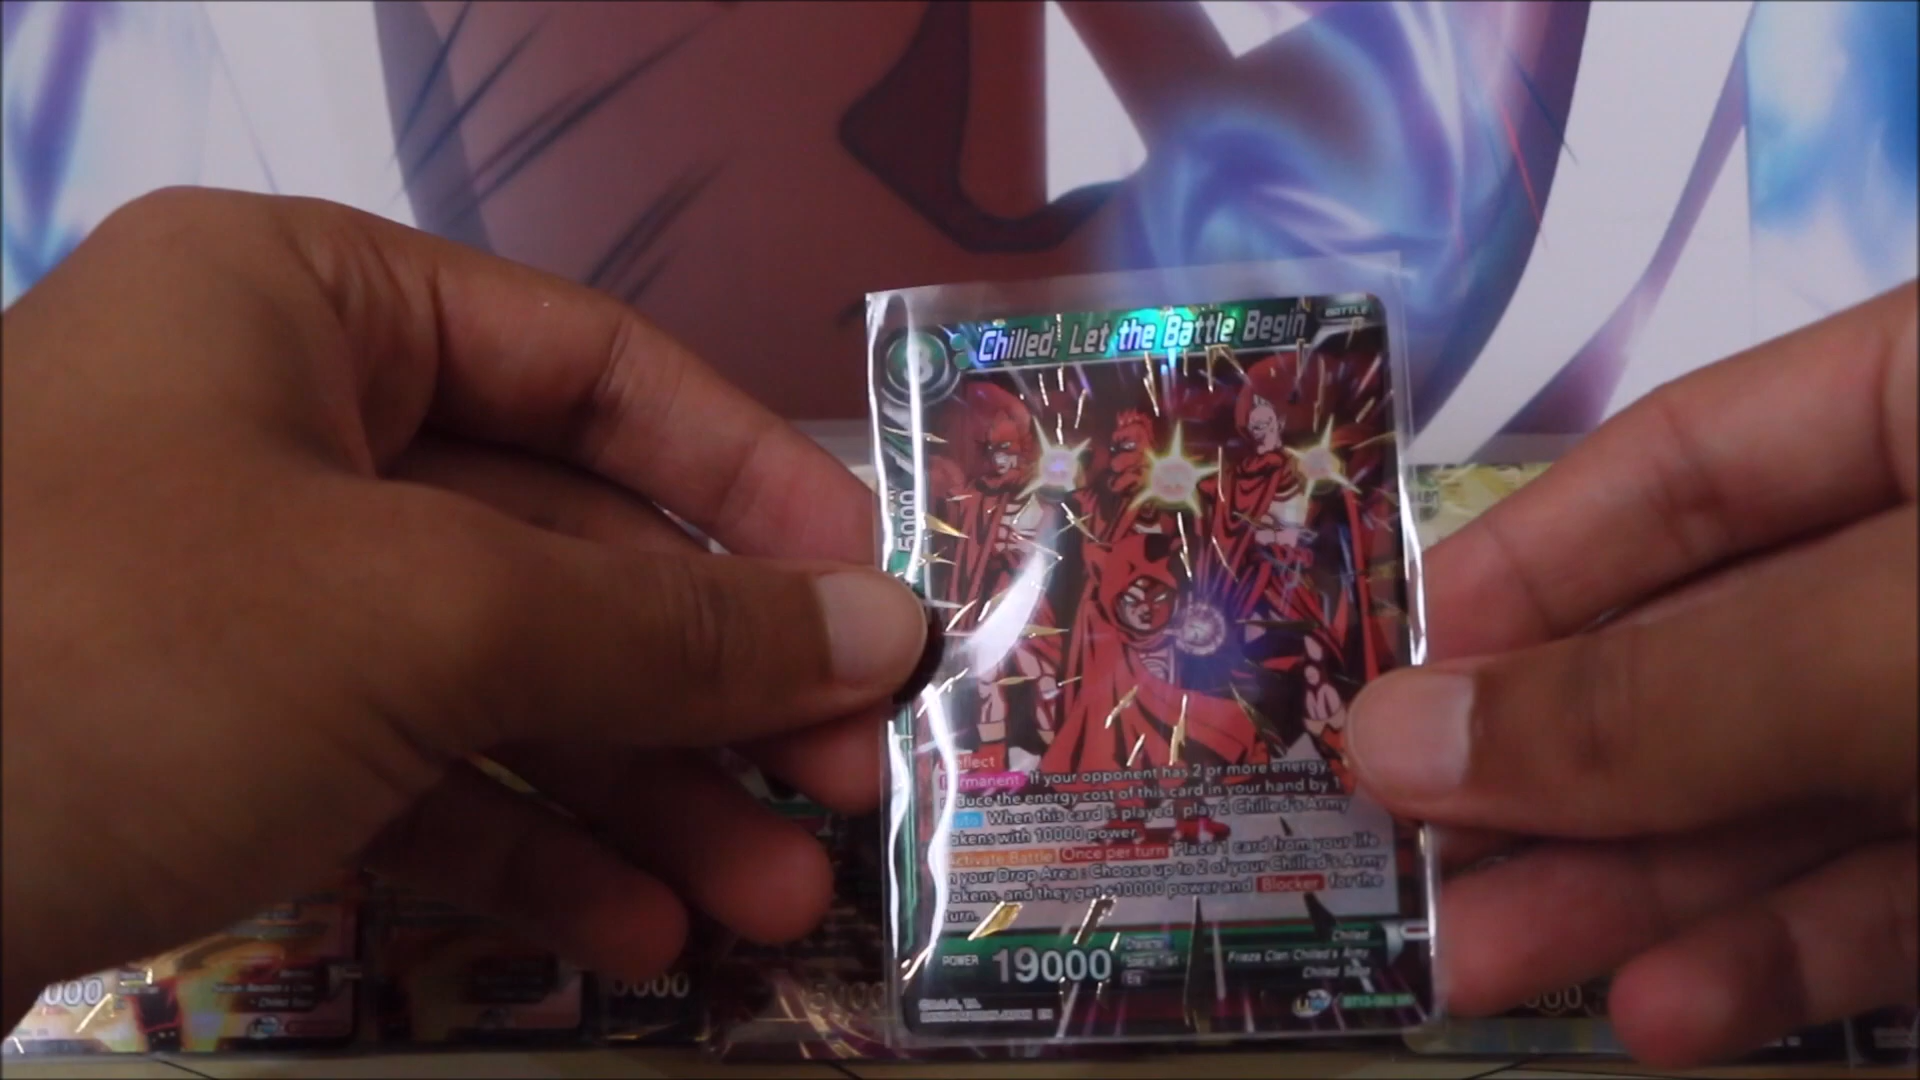 BATTLE
Chilled, Let the Battle Begin
5000
If your opponent has 2 or more energy,
the energy cost of this card in your hand by 1.
When this card is played, play 2 Chilled's Army
with 10000 power.
Activate Battle Once per turn Place 1 card from your life
in your Drop Area : Choose up to 2 of your Chilled's Army
and they get +10000 power and Blocker for the
turn.
POWER 19000
Character
Special Trait
Era
Chilled
Frieza Clan Chilled's Army
Chilled Saga